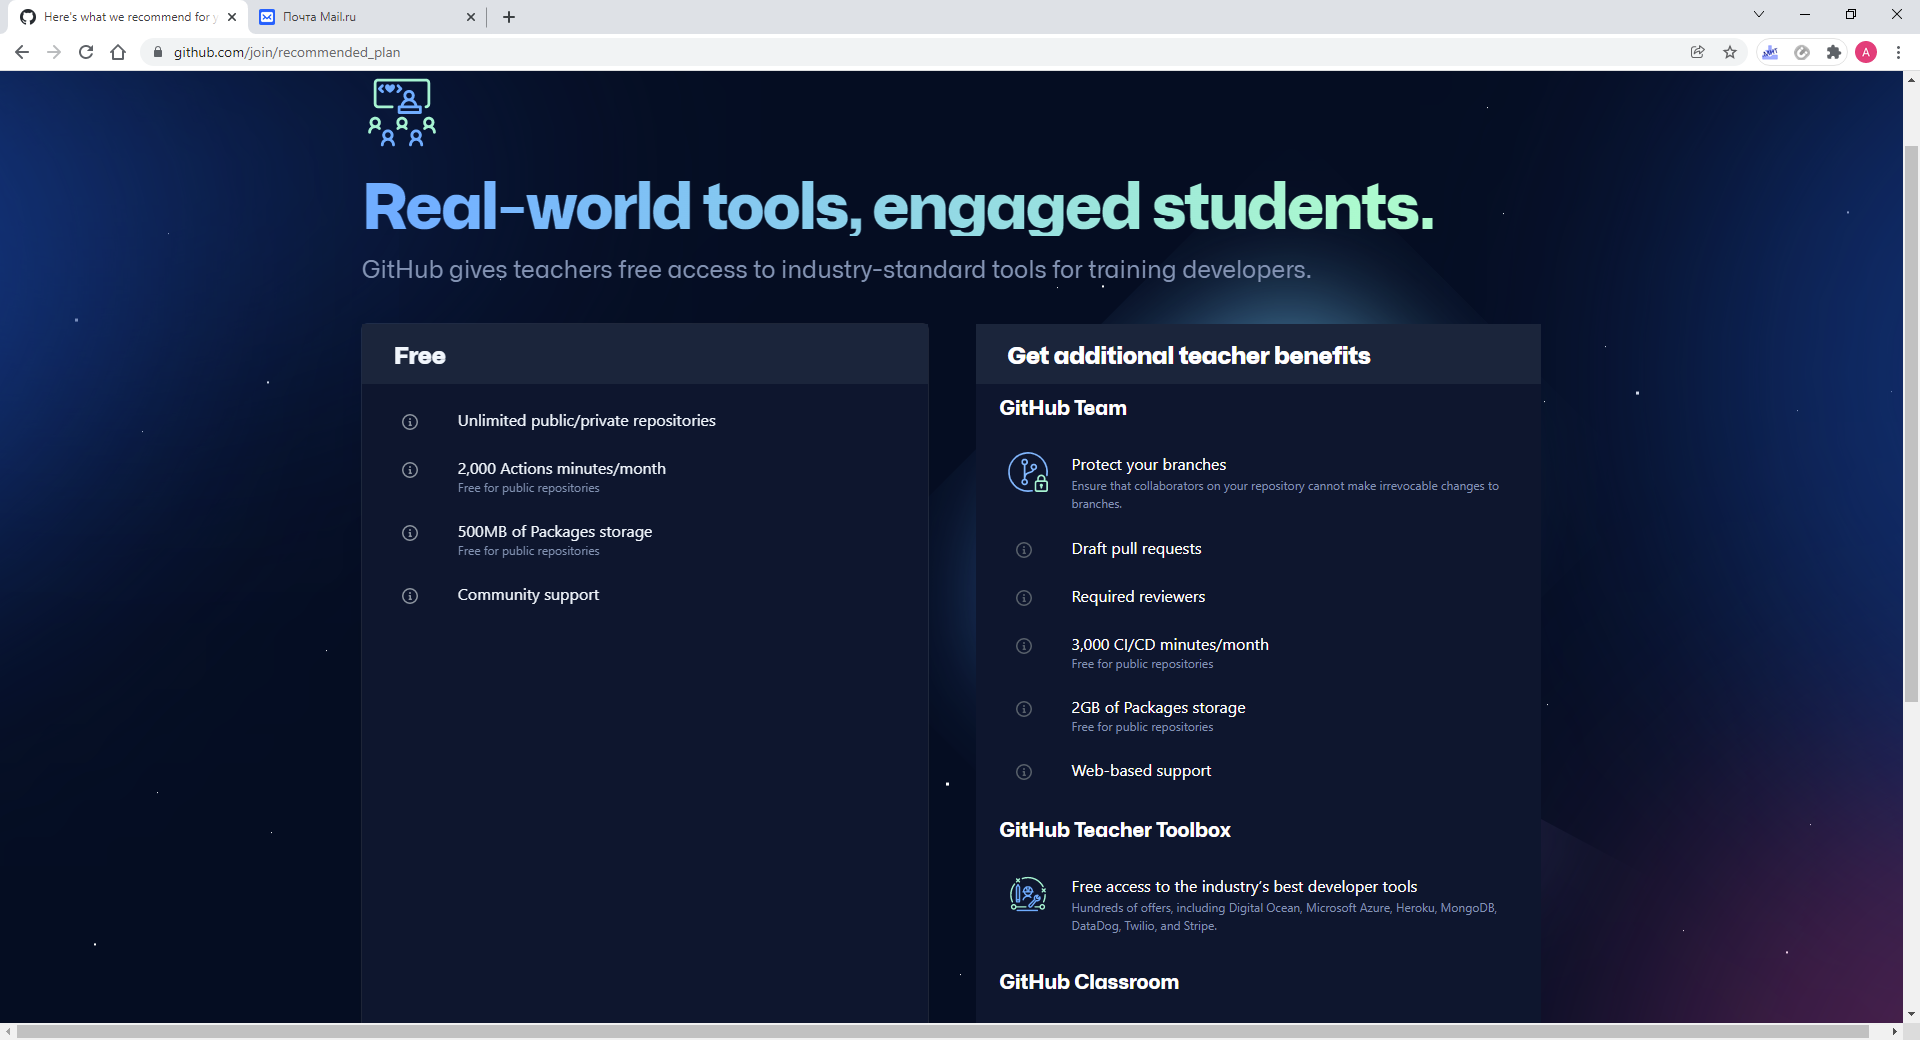 Here's what we recommend for y
Почта Mail.ru
github.com/join/recommended_plan
A
Real-world tools, engaged students.
GitHub gives teachers free access to industry-standard tools for training developers.
Free
Unlimited public/private repositories
2,000 Actions minutes/month
Free for public repositories
500MB of Packages storage
Free for public repositories
Community support
Get additional teacher benefits
GitHub Team
Protect your branches
Ensure that collaborators on your repository cannot make irrevocable changes to
branches.
Draft pull requests
Required reviewers
3,000 CI/CD minutes/month
Free for public repositories
2GB of Packages storage
Free for public repositories
Web-based support
GitHub Teacher Toolbox
Free access to the industry’s best developer tools
Hundreds of offers, including Digital Ocean, Microsoft Azure, Heroku, MongoDB,
DataDog, Twilio, and Stripe.
GitHub Classroom